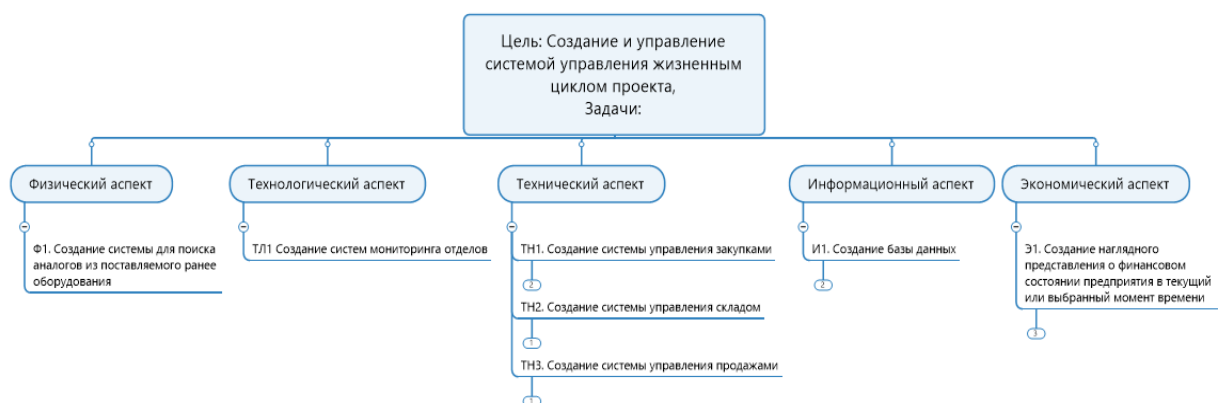 Цель: Создание и управление
системой управления жизненным
циклом проекта,
Задачи:
Физический аспект
Технологический аспект
Технический аспект
Информационный аспект
Экономический аспект
Ф1. Создание системы для поиска
аналогов из поставляемого ранее
оборудования
ТЛ1 Создание систем мониторинга отделов
ТН1. Создание системы управления закупками
2
ТН2. Создание системы управления складом
1
ТН3. Создание системы управления продажами
И1. Создание базы данных
2
Э1. Создание наглядного
представления о финансовом
состоянии предприятия в текущий
или выбранный момент времени
3